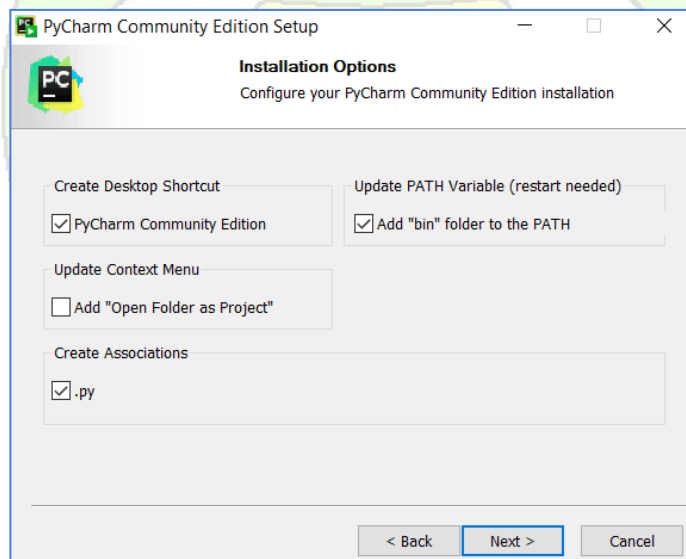 PyCharm Community Edition Setup
PC
Installation Options
Configure your PyCharm Community Edition installation
Create Desktop Shortcut
PyCharm Community Edition
Update PATH Variable (restart needed)
Add "bin" folder to the PATH
Update Context Menu
Add "Open Folder as Project"
Create Associations
.py
< Back
Next >
Cancel